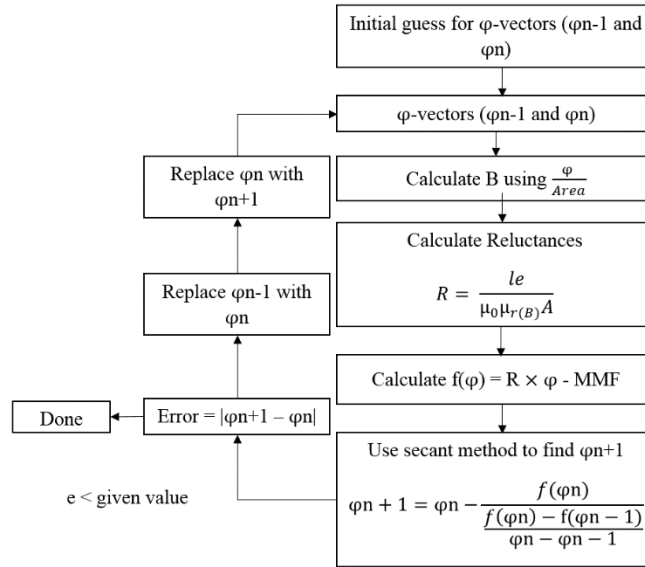 Initial guess for φ-vectors (φn-1 and
φn)
φ-vectors (φn-1 and φn)
Calculate B using φ/Area
Calculate Reluctances
R = le / μ₀μᵣ₍B₎A
Calculate f(φ) = R × φ - MMF
Use secant method to find φn+1
φn + 1 = φn − f(φn) / ((f(φn) − f(φn − 1)) / (φn − φn − 1))
Error = |φn+1 – φn|
Done
e < given value
Replace φn-1 with
φn
Replace φn with
φn+1